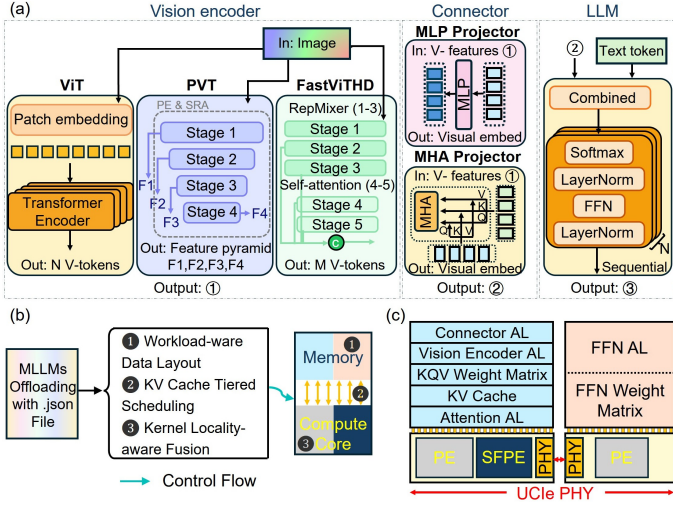 (a)
Vision encoder
Connector
LLM
In: Image
ViT
Patch embedding
Transformer
Encoder
Out: N V-tokens
PVT
PE & SRA
Stage 1
Stage 2
Stage 3
Stage 4
F1
F2
F3
F4
Out: Feature pyramid
F1,F2,F3,F4
FastViTHD
RepMixer (1-3)
Stage 1
Stage 2
Stage 3
Self-attention (4-5)
Stage 4
Stage 5
C
Out: M V-tokens
Output: ①
MLP Projector
In: V- features ①
MLP
Out: Visual embed
MHA Projector
In: V- features ①
MHA
V
K
Q
Q K V
Out: Visual embed
Output: ②
②
Text token
Combined
Softmax
LayerNorm
FFN
LayerNorm
N
Sequential
Output: ③
(b)
MLLMs
Offloading
with .json
File
❶ Workload-ware
Data Layout
❷ KV Cache Tiered
Scheduling
❸ Kernel Locality-
aware Fusion
Control Flow
❶
Memory
❷
Compute
❸ Core
(c)
Connector AL
Vision Encoder AL
KQV Weight Matrix
KV Cache
Attention AL
PE
SFPE
PHY
FFN AL
FFN Weight
Matrix
PHY
PE
UCIe PHY